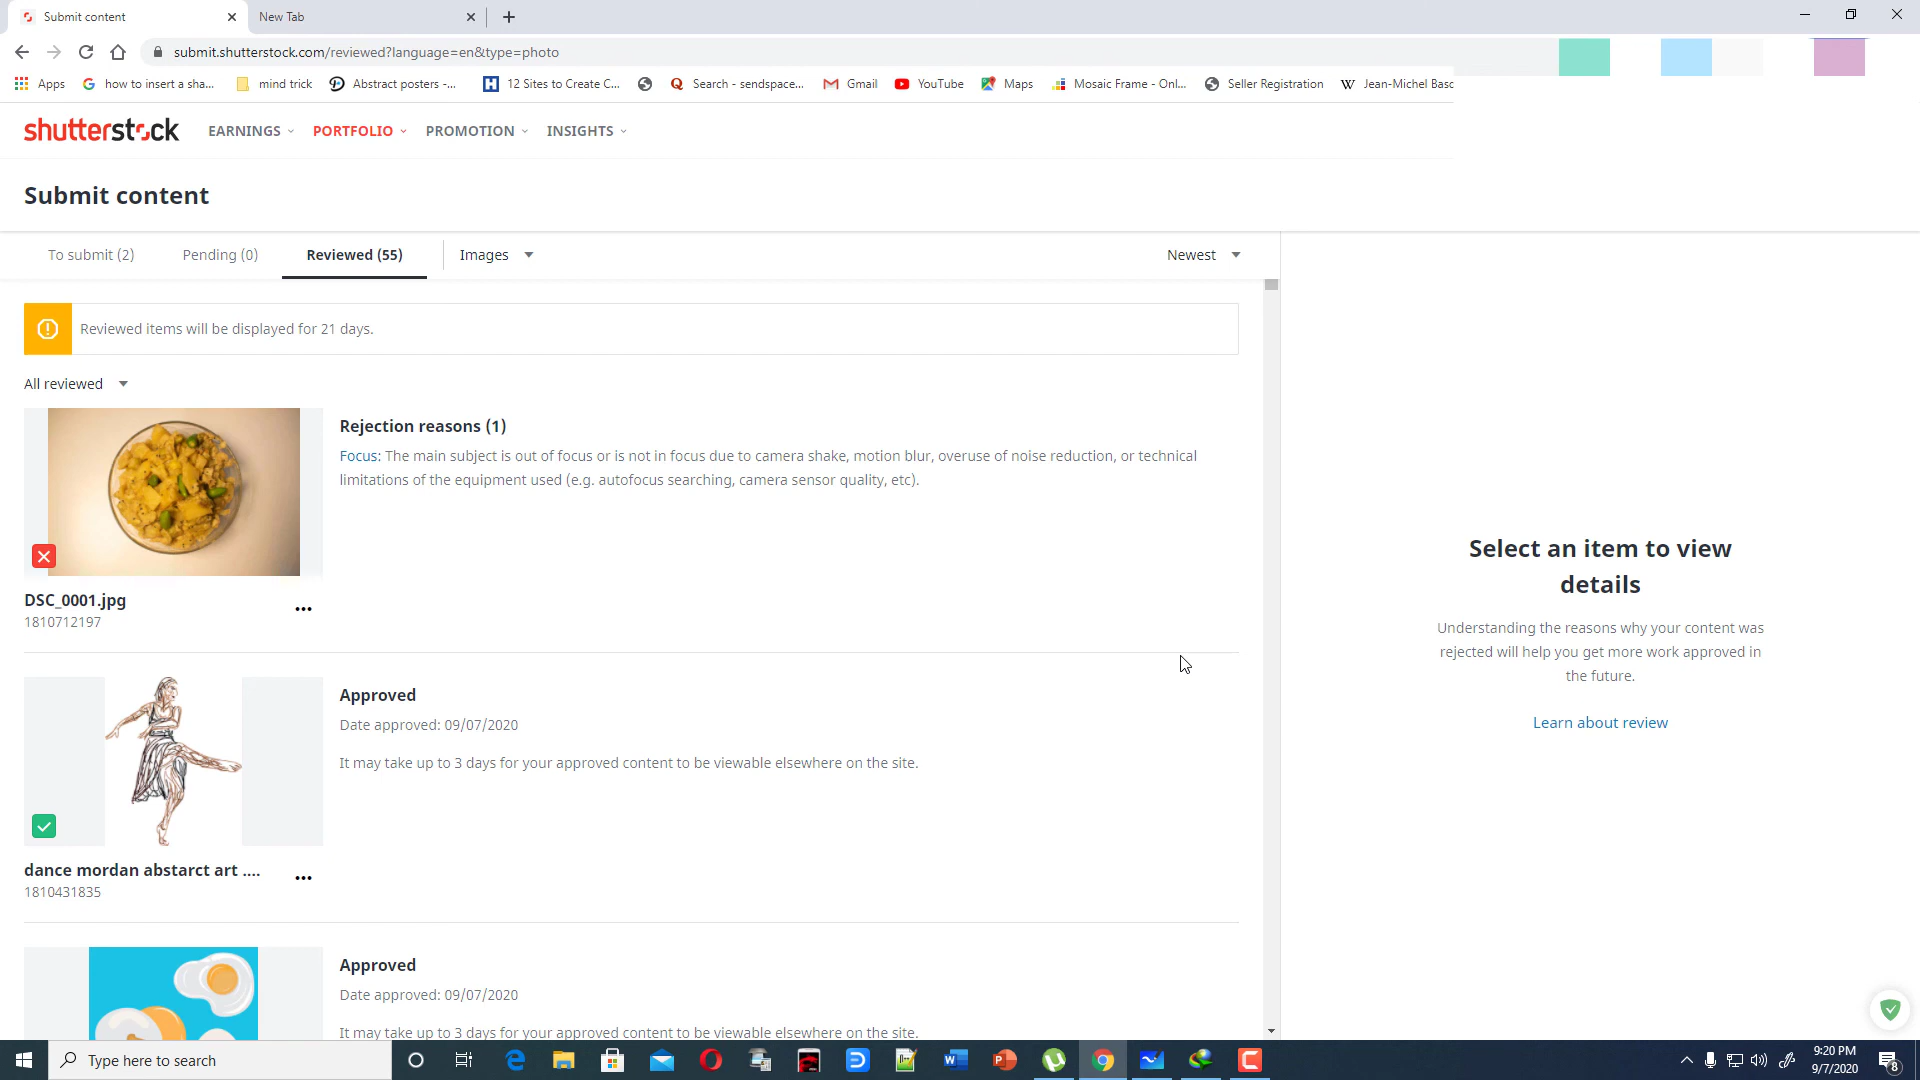 Submit content
New Tab
submit.shutterstock.com/reviewed?language=en&type=photo
Apps
how to insert a sha...
mind trick
Abstract posters -...
12 Sites to Create C...
Search - sendspace...
Gmail
YouTube
Maps
Mosaic Frame - Onl...
Seller Registration
Jean-Michel Basc
shutterstock
EARNINGS
PORTFOLIO
PROMOTION
INSIGHTS
Submit content
To submit (2)
Pending (0)
Reviewed (55)
Images
Newest
Reviewed items will be displayed for 21 days.
All reviewed
Rejection reasons (1)
Focus: The main subject is out of focus or is not in focus due to camera shake, motion blur, overuse of noise reduction, or technical
limitations of the equipment used (e.g. autofocus searching, camera sensor quality, etc).
DSC_0001.jpg
1810712197
Approved
Date approved: 09/07/2020
It may take up to 3 days for your approved content to be viewable elsewhere on the site.
dance mordan abstarct art ....
1810431835
Approved
Date approved: 09/07/2020
It may take up to 3 days for your approved content to be viewable elsewhere on the site.
Select an item to view
details
Understanding the reasons why your content was
rejected will help you get more work approved in
the future.
Learn about review
Type here to search
9:20 PM
9/7/2020
8